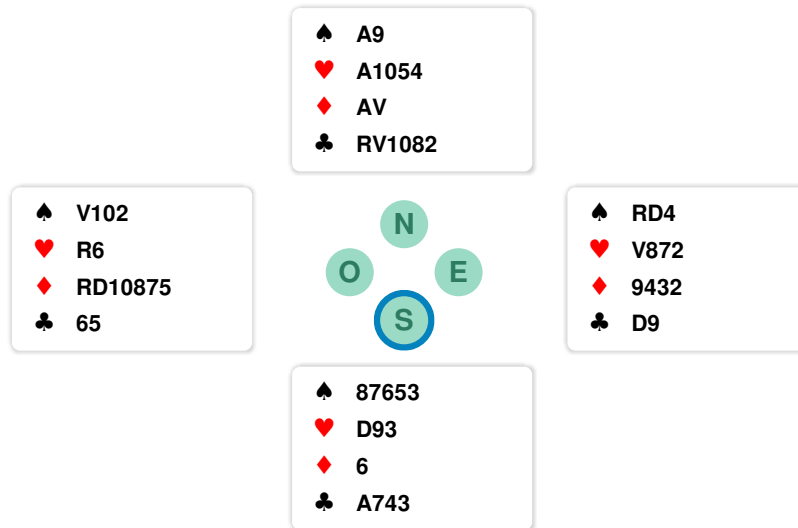 ♠ A9
♥ A1054
♦ AV
♣ RV1082
♠ V102
♥ R6
♦ RD10875
♣ 65
N
O E
S
♠ RD4
♥ V872
♦ 9432
♣ D9
♠ 87653
♥ D93
♦ 6
♣ A743